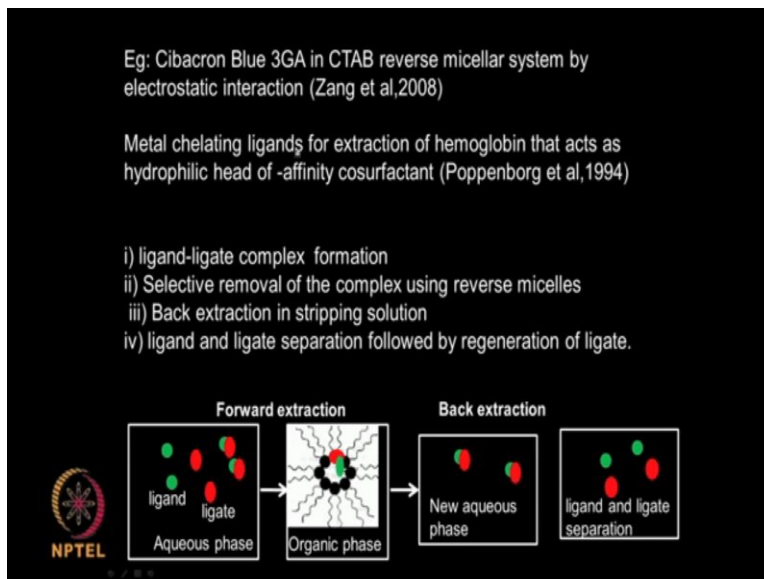 Eg: Cibacron Blue 3GA in CTAB reverse micellar system by
electrostatic interaction (Zang et al,2008)
Metal chelating ligands for extraction of hemoglobin that acts as
hydrophilic head of -affinity cosurfactant (Poppenborg et al,1994)
i) ligand-ligate complex formation
ii) Selective removal of the complex using reverse micelles
iii) Back extraction in stripping solution
iv) ligand and ligate separation followed by regeneration of ligate.
Forward extraction
Back extraction
ligand
ligate
Aqueous phase
Organic phase
New aqueous
phase
ligand and ligate
separation
NPTEL